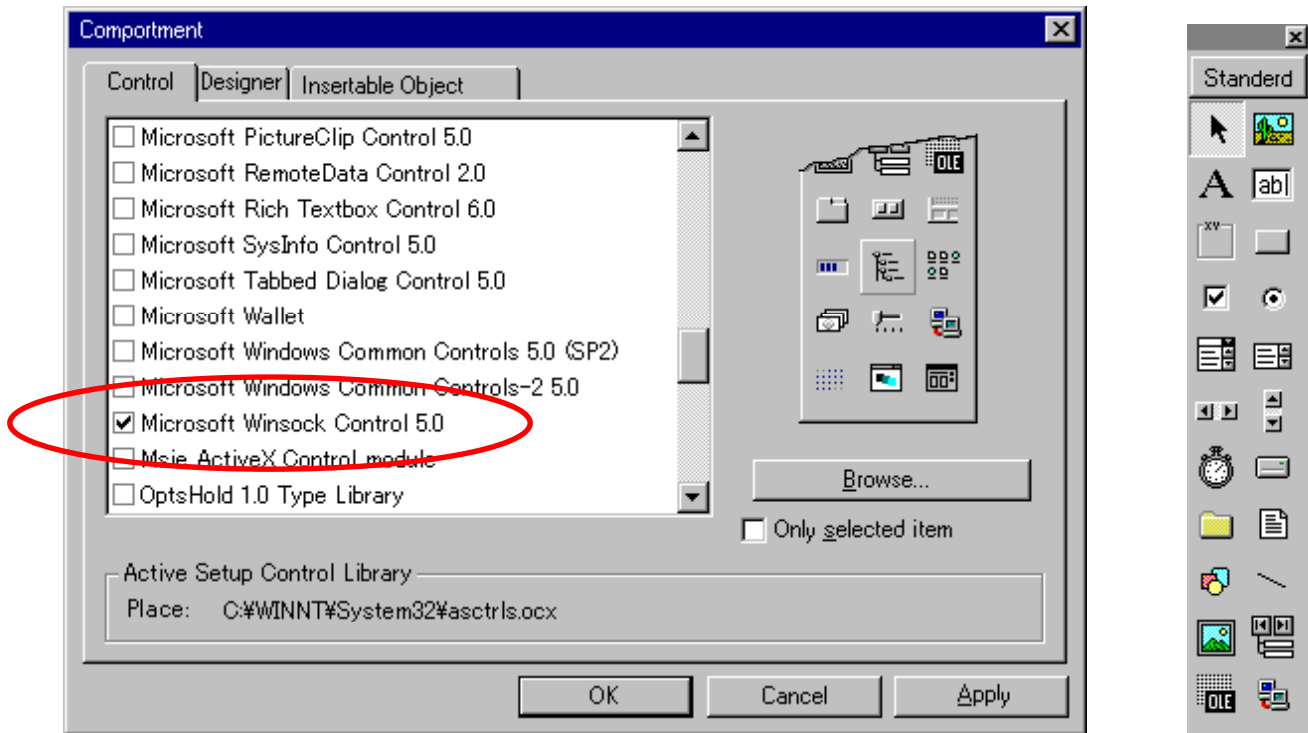 Comportment
Control Designer Insertable Object
Microsoft PictureClip Control 5.0
Microsoft RemoteData Control 2.0
Microsoft Rich Textbox Control 6.0
Microsoft SysInfo Control 5.0
Microsoft Tabbed Dialog Control 5.0
Microsoft Wallet
Microsoft Windows Common Controls 5.0 (SP2)
Microsoft Windows Common Controls-2 5.0
Microsoft Winsock Control 5.0
Msie ActiveX Control module
OptsHold 1.0 Type Library
OLE
Browse...
Only selected item
Active Setup Control Library
Place: C:¥WINNT¥System32¥asctrls.ocx
OK Cancel Apply
Standerd
A ab|
XY
OLE